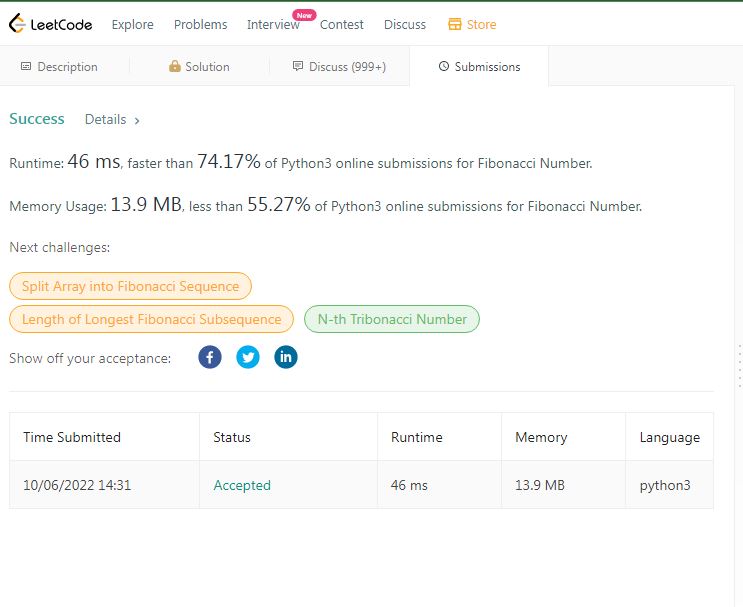 LeetCode Explore Problems Interview New Contest Discuss Store
Description Solution Discuss (999+) Submissions
Success Details >
Runtime: 46 ms, faster than 74.17% of Python3 online submissions for Fibonacci Number.
Memory Usage: 13.9 MB, less than 55.27% of Python3 online submissions for Fibonacci Number.
Next challenges:
Split Array into Fibonacci Sequence
Length of Longest Fibonacci Subsequence N-th Tribonacci Number
Show off your acceptance:
Time Submitted Status Runtime Memory Language
10/06/2022 14:31 Accepted 46 ms 13.9 MB python3